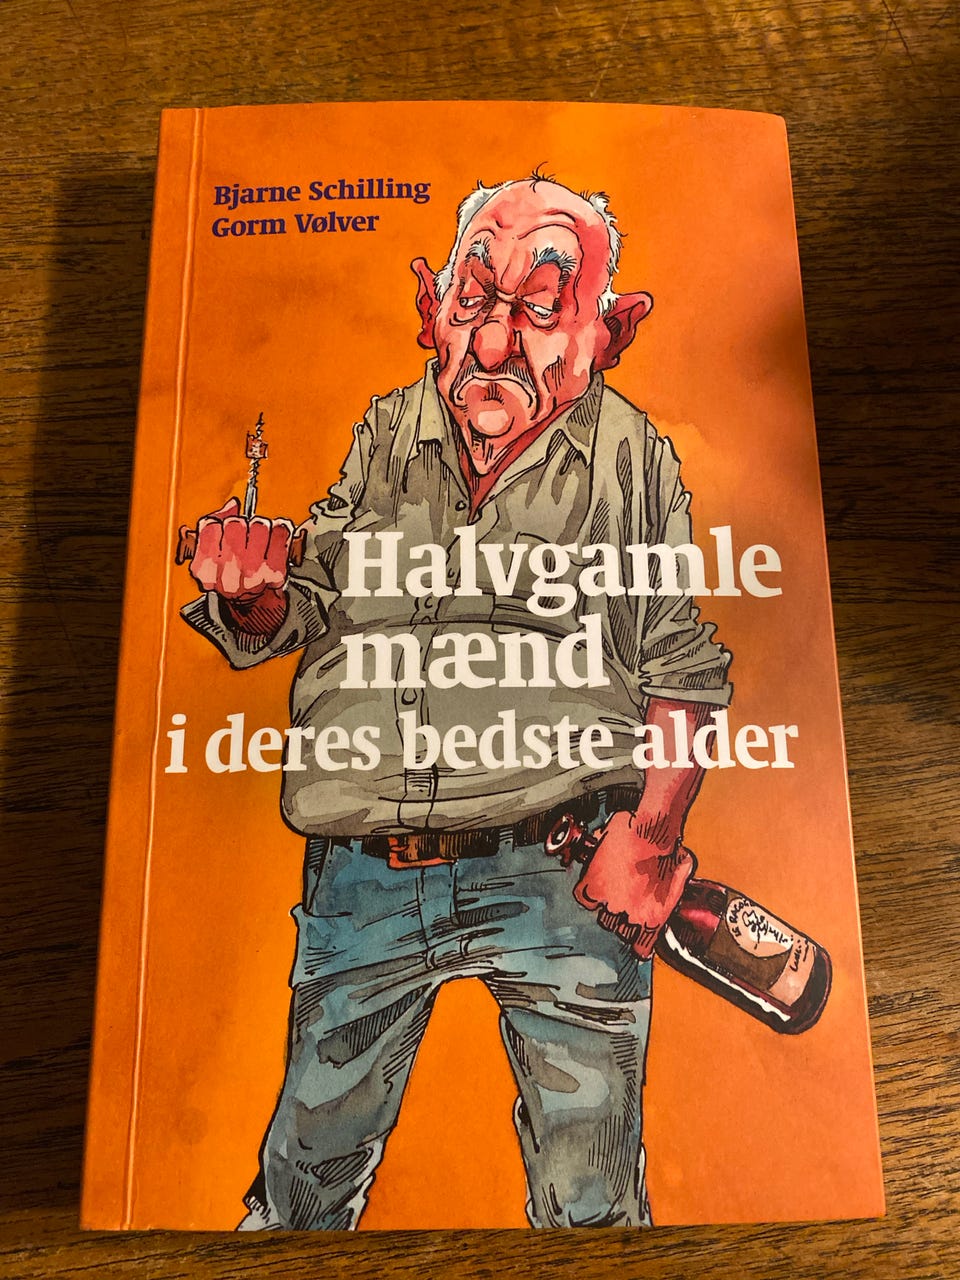 Bjarne Schilling
Gorm Vølver
Halvgamle
mænd
i deres bedste alder